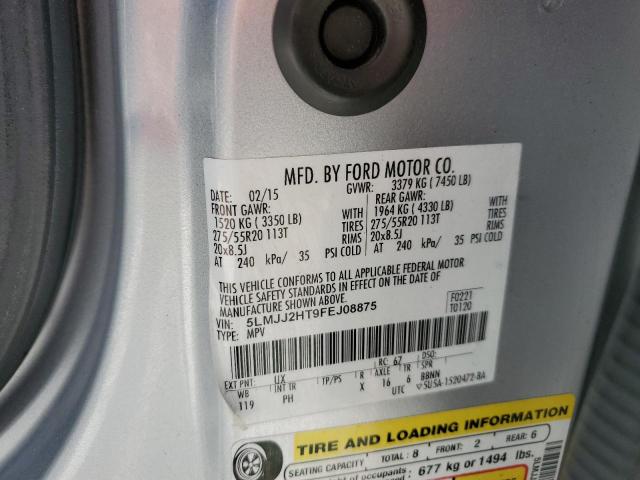 MFD. BY FORD MOTOR CO.
DATE: 02/15 GVWR: 3379 KG ( 7450 LB)
FRONT GAWR: REAR GAWR:
1520 KG ( 3350 LB) WITH 1964 KG ( 4330 LB) WITH
275/55R20 113T TIRES 275/55R20 113T TIRES
20x8.5J RIMS 20x8.5J RIMS
AT 240 kPa/ 35 PSI COLD AT 240 kPa/ 35 PSI COLD
THIS VEHICLE CONFORMS TO ALL APPLICABLE FEDERAL MOTOR
VEHICLE SAFETY STANDARDS IN EFFECT ON THE DATE OF
MANUFACTURE SHOWN ABOVE.
VIN: 5LMJJ2HT9FEJ08875 F0221
TYPE: MPV T0120
RC: 67 DSO:
EXT PNT: UX AXLE TR SPR
WB INT TR TP/PS R 16 6 BBNN
119 PH X UTC 5USA-1520472-BA
TIRE AND LOADING INFORMATION
SEATING CAPACITY TOTAL: 8 FRONT: 2 REAR: 6
of occupants: 677 kg or 1494 lbs.